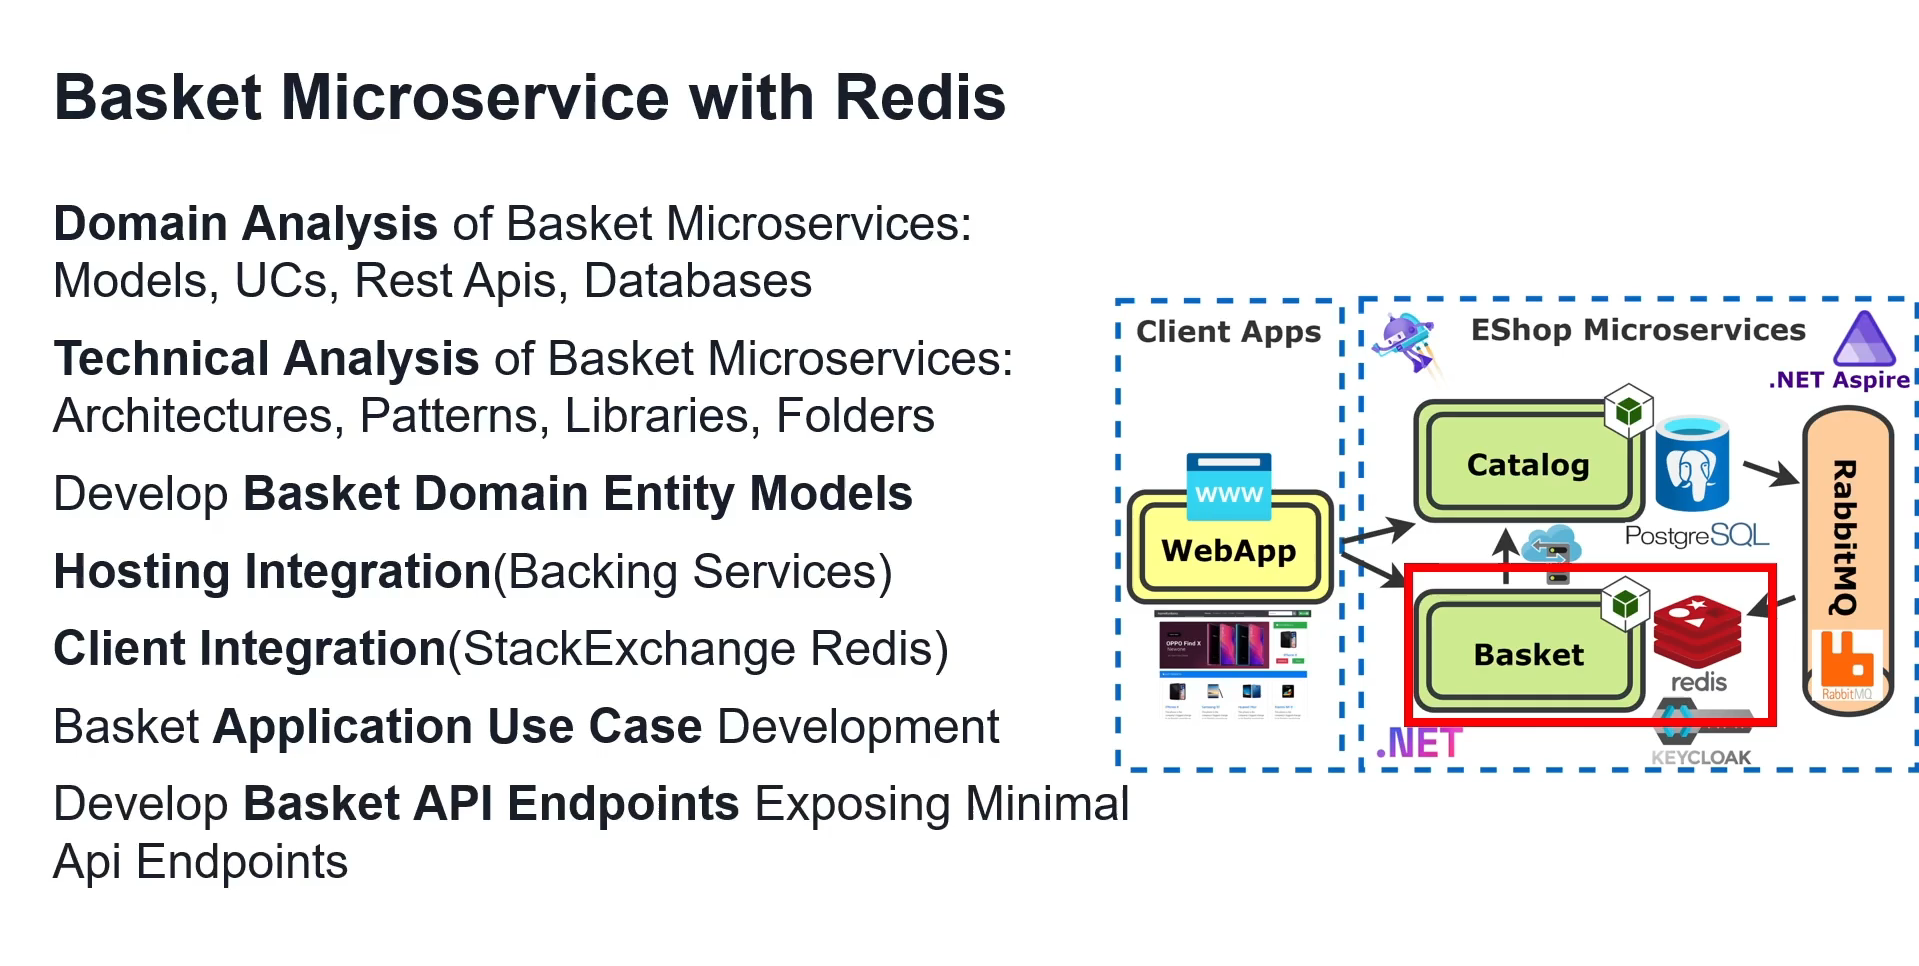 Basket Microservice with Redis
Domain Analysis of Basket Microservices:
Models, UCs, Rest Apis, Databases
Technical Analysis of Basket Microservices:
Architectures, Patterns, Libraries, Folders
Develop Basket Domain Entity Models
Hosting Integration(Backing Services)
Client Integration(StackExchange Redis)
Basket Application Use Case Development
Develop Basket API Endpoints Exposing Minimal
Api Endpoints
Client Apps
WWW
WebApp
OPPO Find X
EShop Microservices
.NET Aspire
Catalog
PostgreSQL
RabbitMQ
Basket
redis
RabbitMQ
.NET
KEYCLOAK